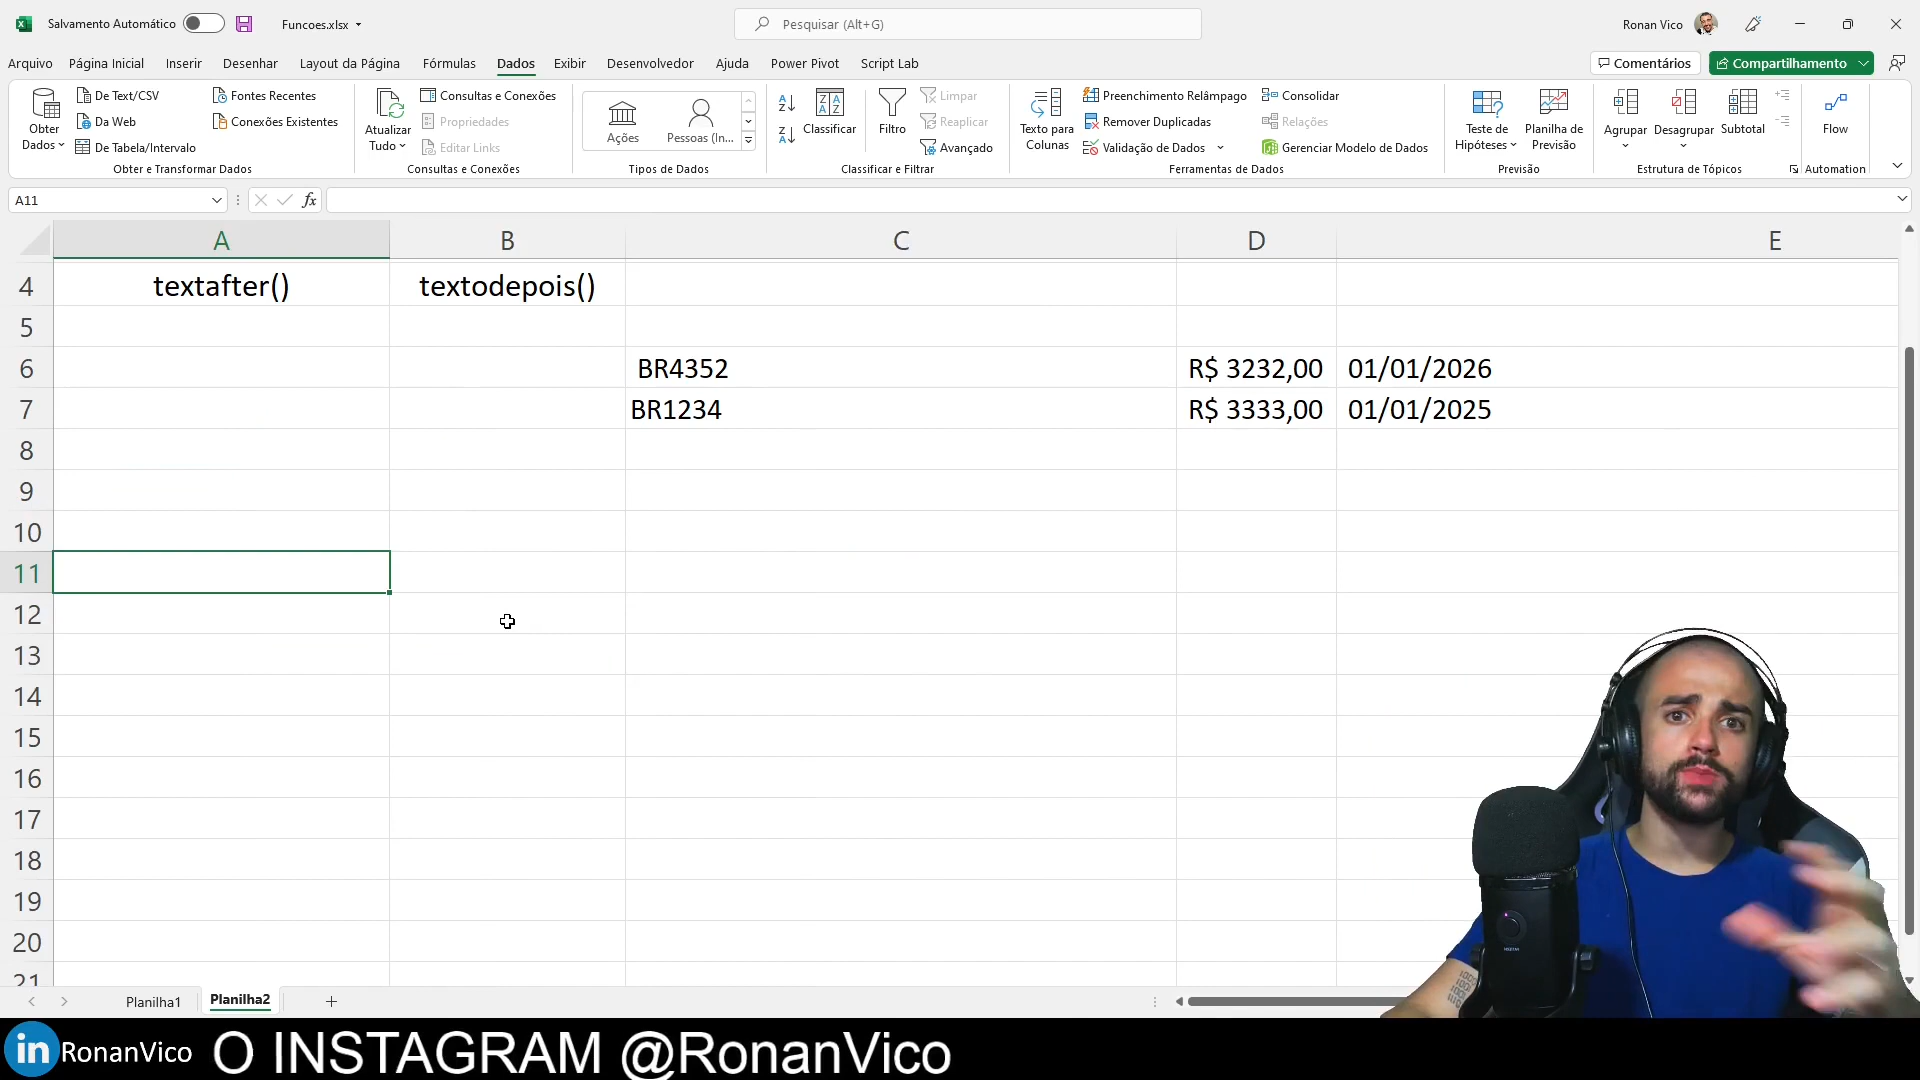 Salvamento Automático
Funcoes.xlsx
Pesquisar (Alt+G)
Ronan Vico
Arquivo Página Inicial Inserir Desenhar Layout da Página Fórmulas Dados Exibir Desenvolvedor Ajuda Power Pivot Script Lab
Comentários
Compartilhamento
Obter Dados
De Text/CSV
Da Web
De Tabela/Intervalo
Fontes Recentes
Conexões Existentes
Obter e Transformar Dados
Atualizar Tudo
Consultas e Conexões
Propriedades
Editar Links
Consultas e Conexões
Ações
Pessoas (In...
Tipos de Dados
Classificar
Filtro
Limpar
Reaplicar
Avançado
Classificar e Filtrar
Texto para Colunas
Preenchimento Relâmpago
Remover Duplicadas
Validação de Dados
Consolidar
Relações
Gerenciar Modelo de Dados
Ferramentas de Dados
Teste de Hipóteses
Planilha de Previsão
Previsão
Agrupar
Desagrupar
Subtotal
Estrutura de Tópicos
Flow
Automation
A11
fx
A B C D E
4 textafter() textodepois()
5
6 BR4352 R$ 3232,00 01/01/2026
7 BR1234 R$ 3333,00 01/01/2025
8
9
10
11
12
13
14
15
16
17
18
19
20
21
Planilha1 Planilha2
in RonanVico O INSTAGRAM @RonanVico